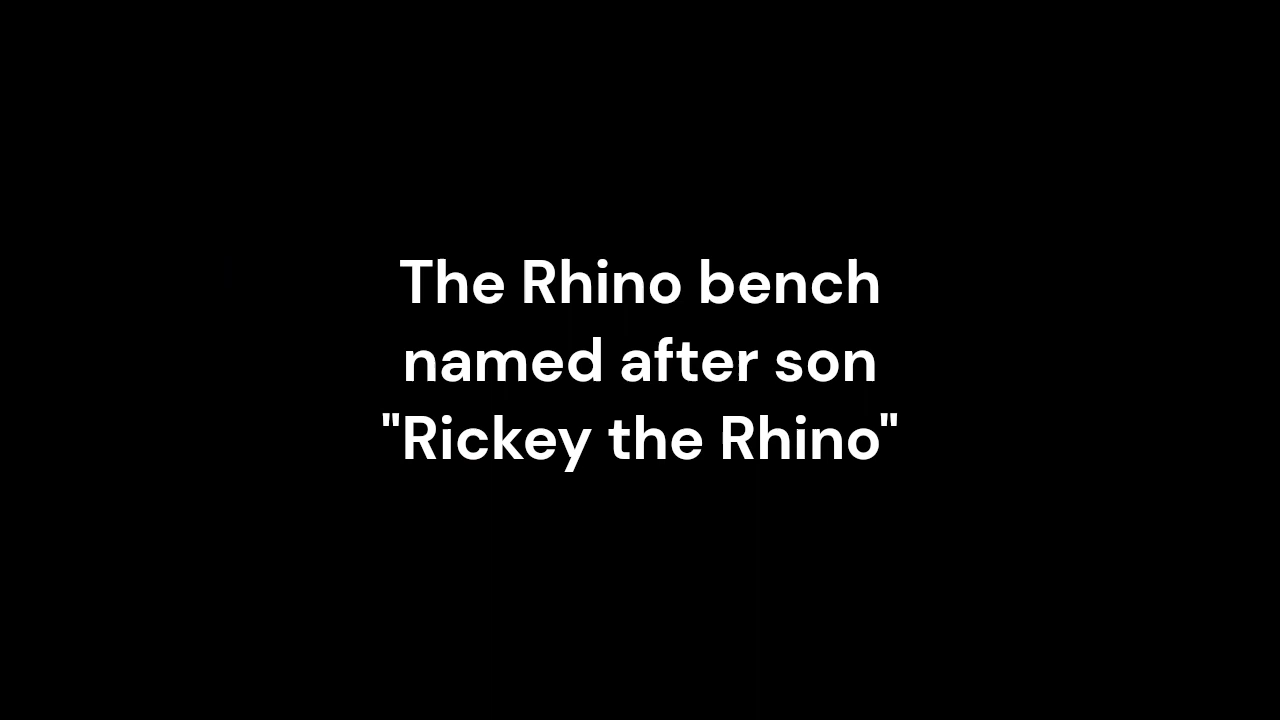 The Rhino bench
named after son
"Rickey the Rhino"